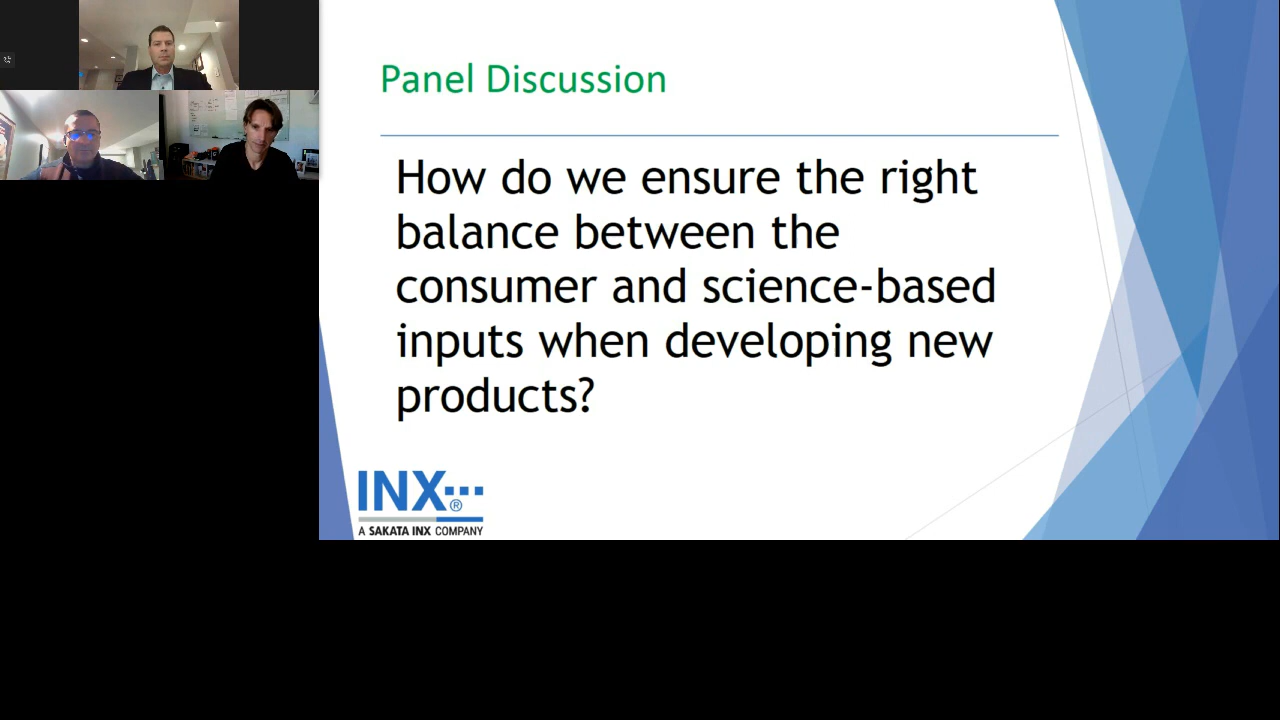 Panel Discussion
How do we ensure the right
balance between the
consumer and science-based
inputs when developing new
products?
INX®
A SAKATA INX COMPANY